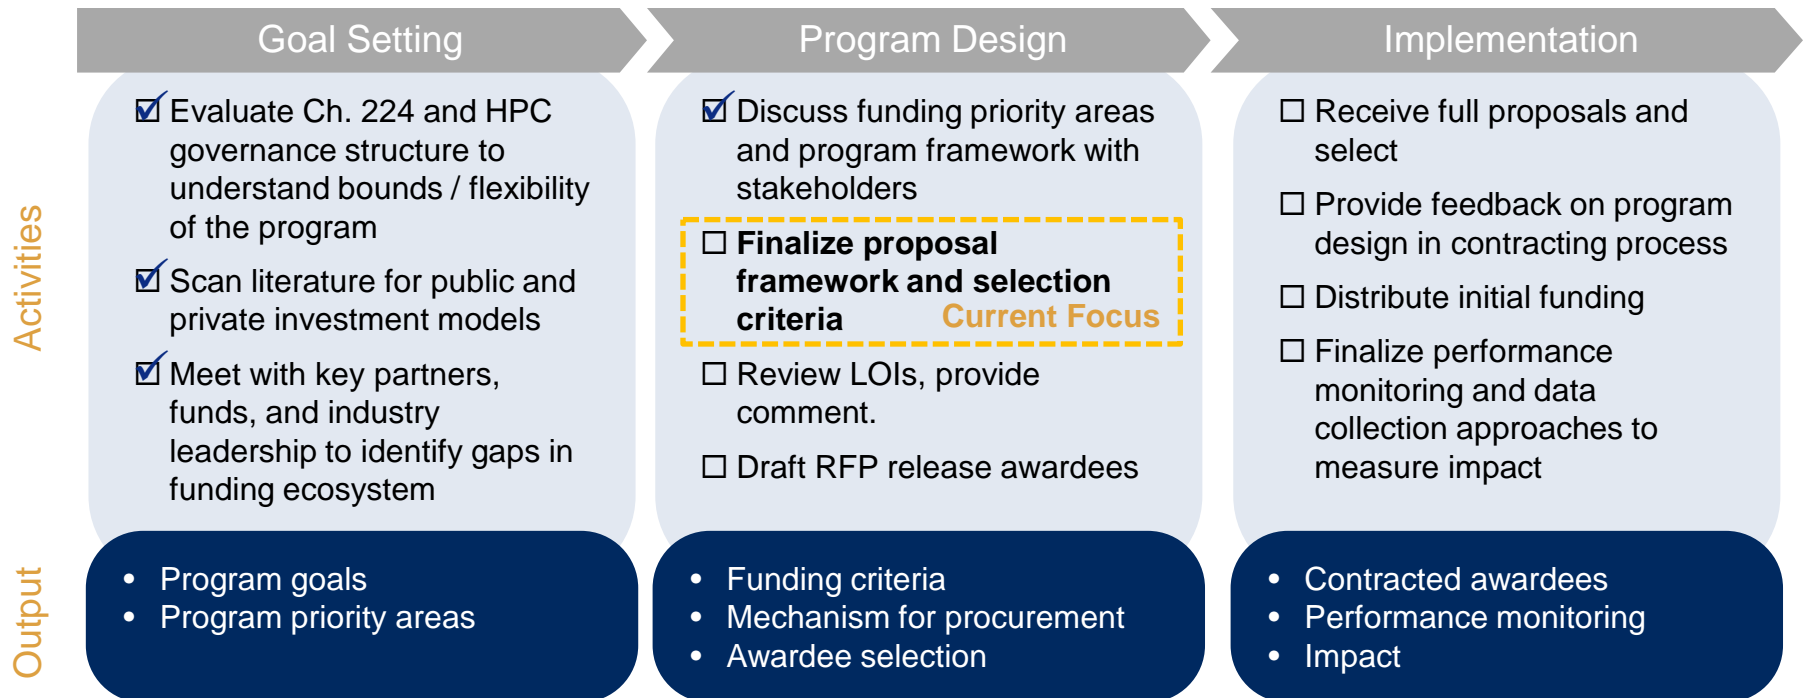 Goal Setting
Program Design
Implementation
Activities
Evaluate Ch. 224 and HPC
governance structure to
understand bounds / flexibility
of the program
Scan literature for public and
private investment models
Meet with key partners,
funds, and industry
leadership to identify gaps in
funding ecosystem
Discuss funding priority areas
and program framework with
stakeholders
Finalize proposal
framework and selection
criteria
Current Focus
Review LOIs, provide
comment.
Draft RFP release awardees
Receive full proposals and
select
Provide feedback on program
design in contracting process
Distribute initial funding
Finalize performance
monitoring and data
collection approaches to
measure impact
Output
• Program goals
• Program priority areas
• Funding criteria
• Mechanism for procurement
• Awardee selection
• Contracted awardees
• Performance monitoring
• Impact